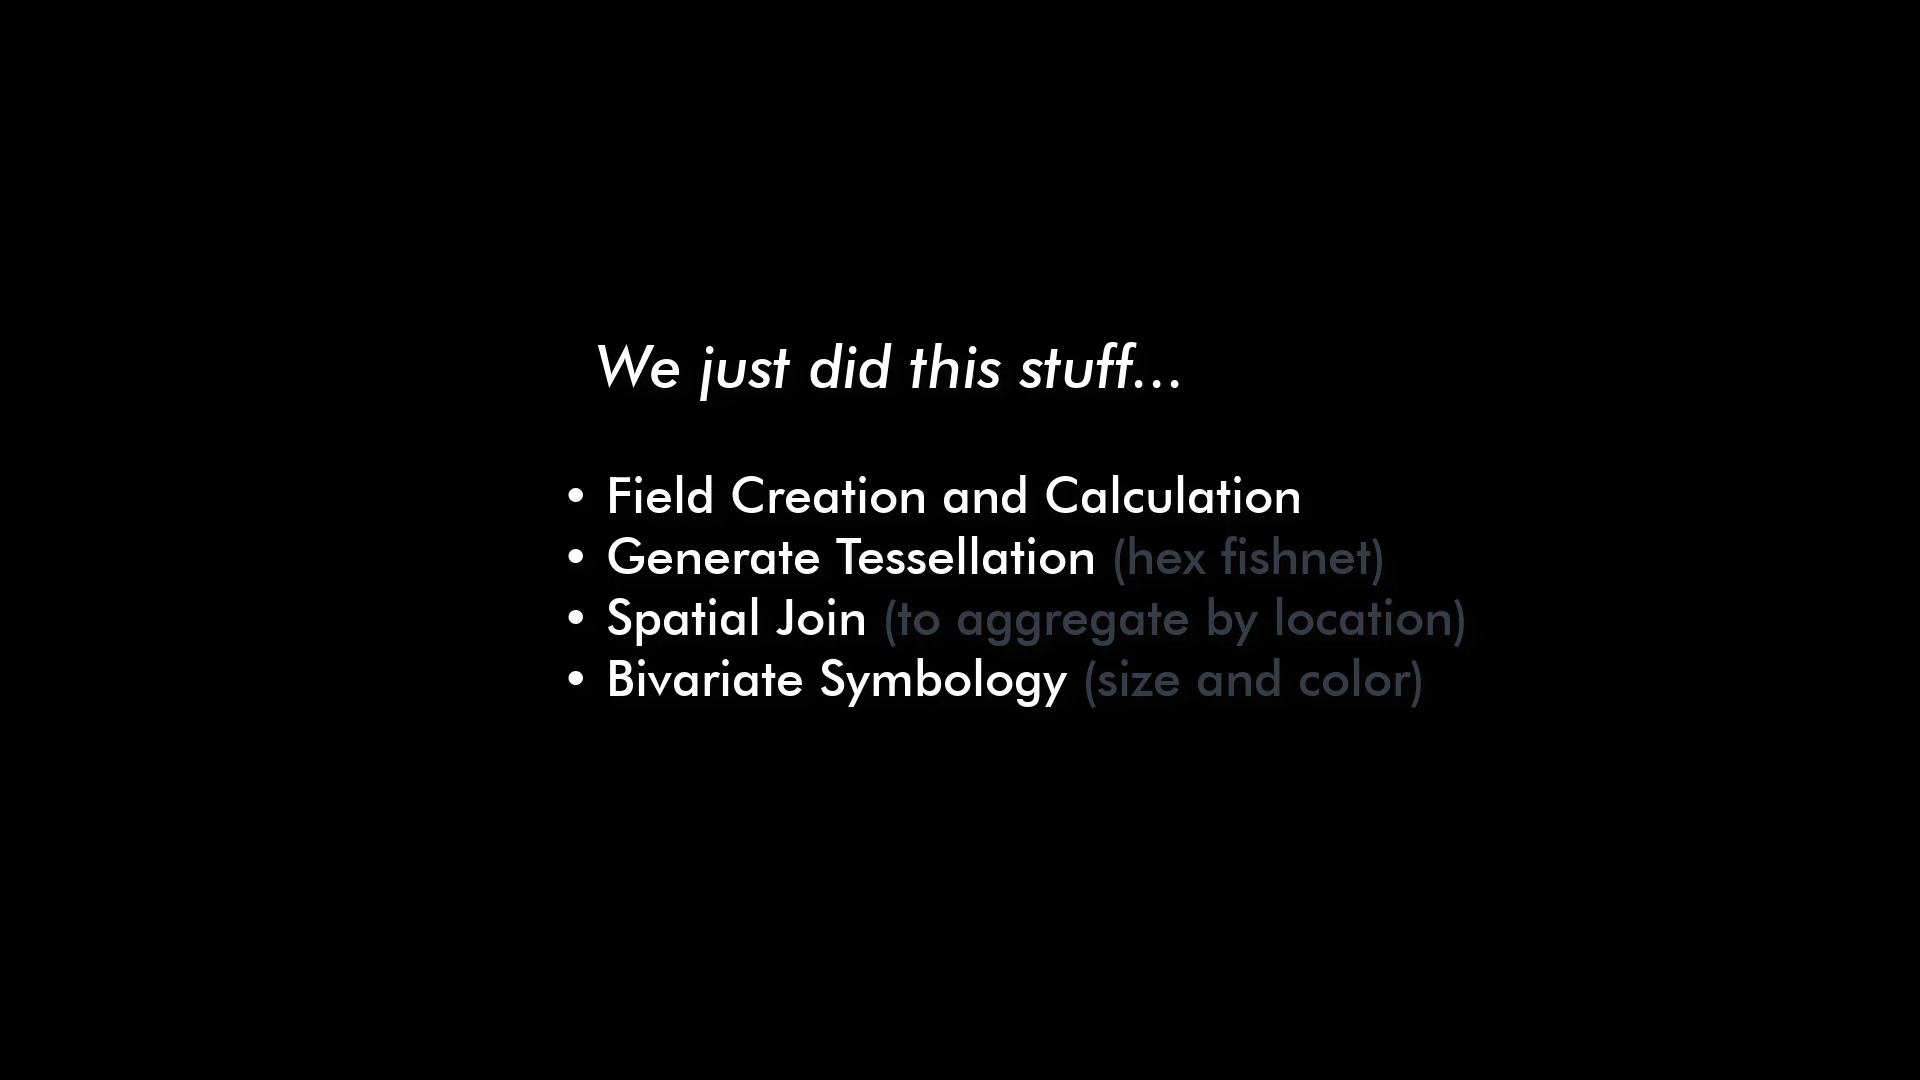 We just did this stuff...
• Field Creation and Calculation
• Generate Tessellation (hex fishnet)
• Spatial Join (to aggregate by location)
• Bivariate Symbology (size and color)